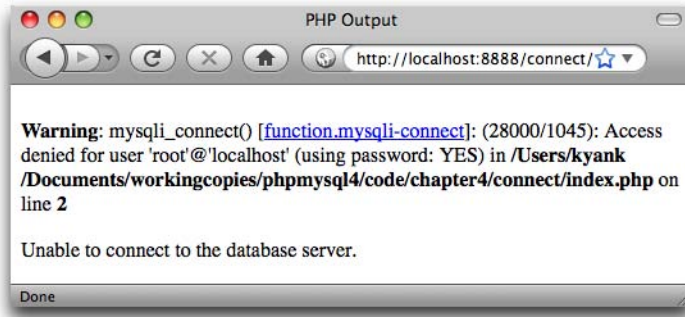 PHP Output
http://localhost:8888/connect/
Warning: mysqli_connect() [function.mysqli-connect]: (28000/1045): Access
denied for user 'root'@'localhost' (using password: YES) in /Users/kyank
/Documents/workingcopies/phpmysql4/code/chapter4/connect/index.php on
line 2
Unable to connect to the database server.
Done